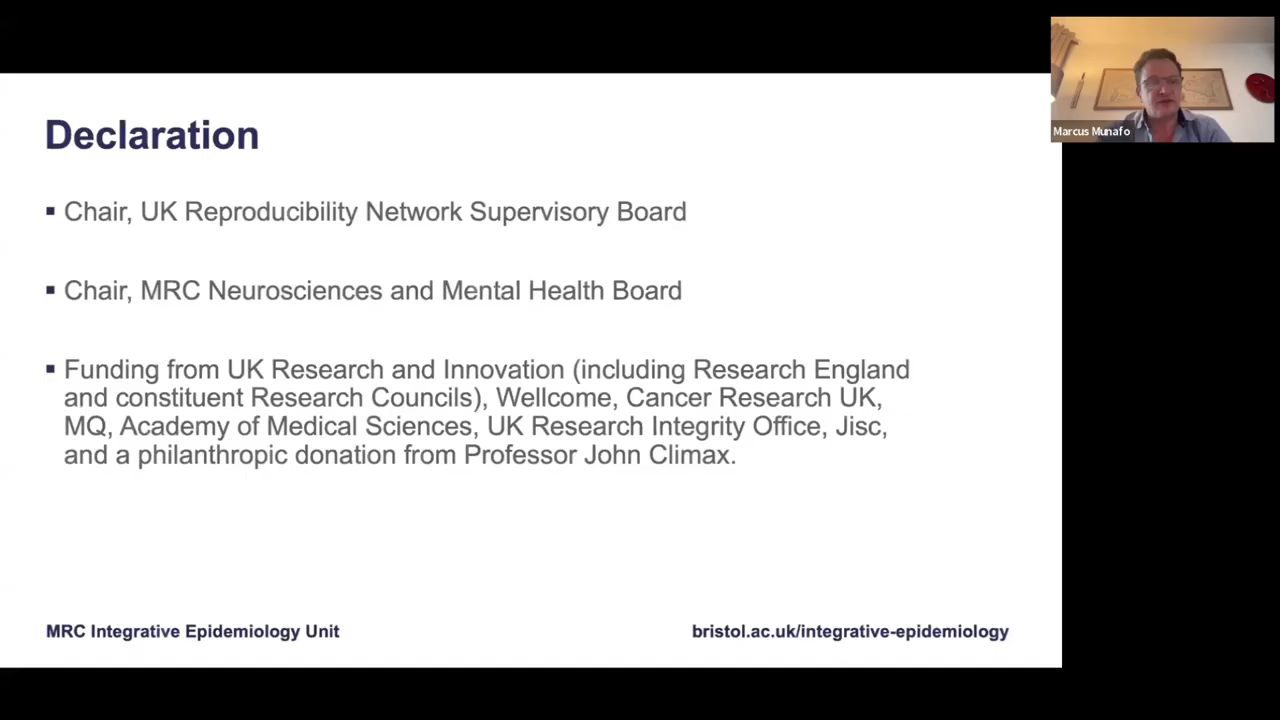 Declaration
▪ Chair, UK Reproducibility Network Supervisory Board
▪ Chair, MRC Neurosciences and Mental Health Board
▪ Funding from UK Research and Innovation (including Research England
and constituent Research Councils), Wellcome, Cancer Research UK,
MQ, Academy of Medical Sciences, UK Research Integrity Office, Jisc,
and a philanthropic donation from Professor John Climax.
MRC Integrative Epidemiology Unit
bristol.ac.uk/integrative-epidemiology
Marcus Munafo